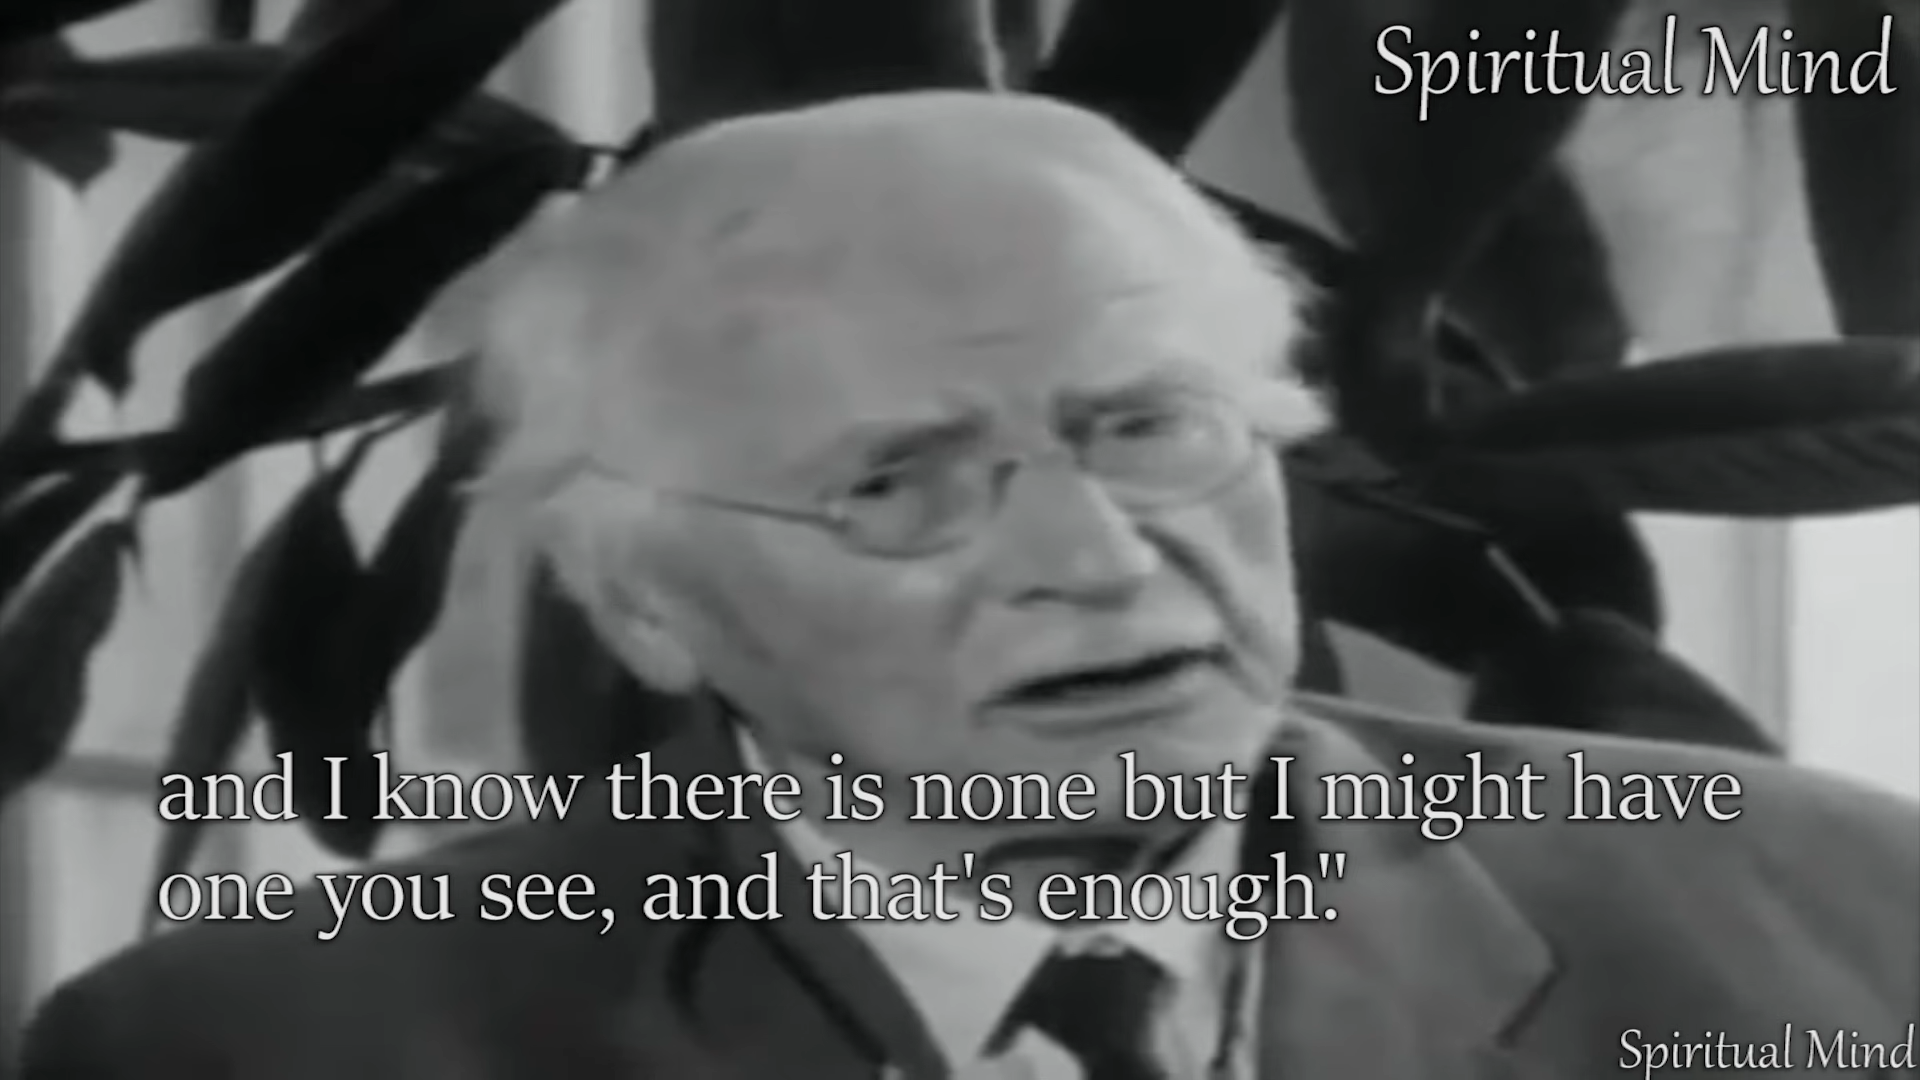 Spiritual Mind
and I know there is none but I might have
one you see, and that's enough."
Spiritual Mind